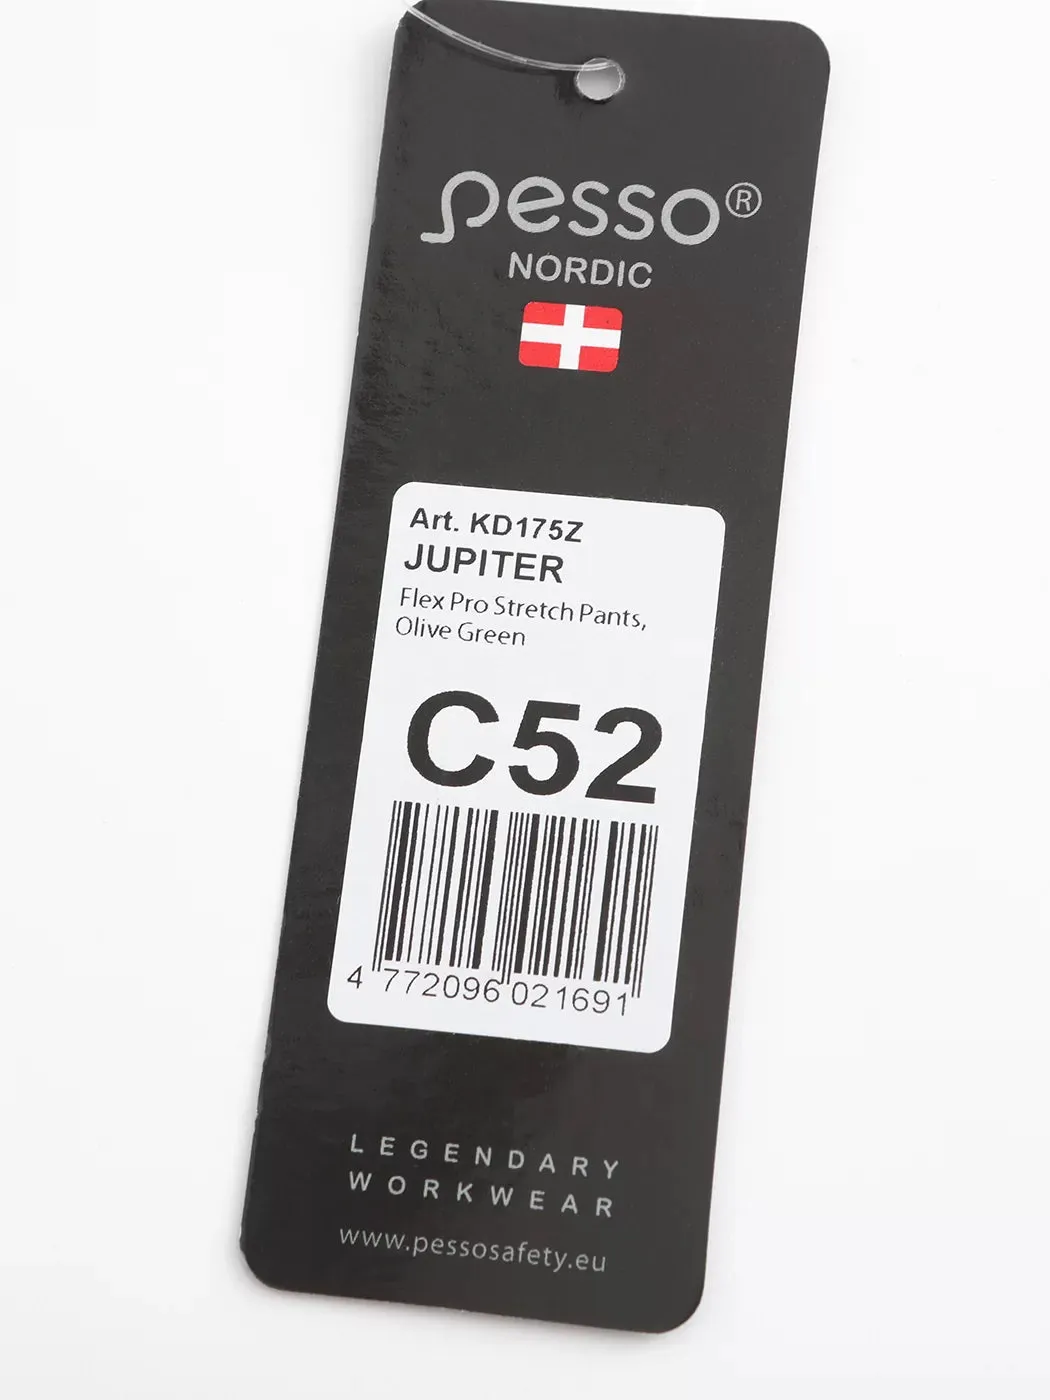 pesso®
NORDIC
Art. KD175Z
JUPITER
Flex Pro Stretch Pants,
Olive Green
C52
4 772096 021691
LEGENDARY
WORKWEAR
www.pessosafety.eu